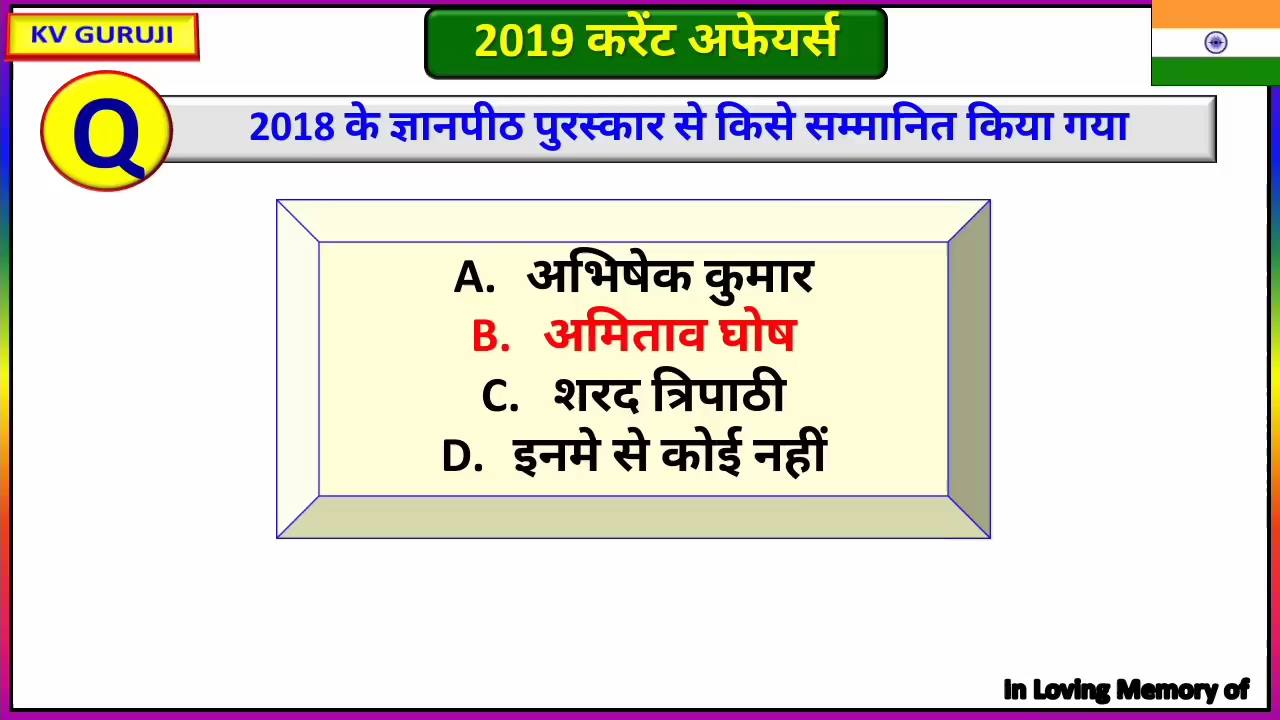 KV GURUJI
2019 करेंट अफेयर्स
Q
2018 के ज्ञानपीठ पुरस्कार से किसे सम्मानित किया गया
A. अभिषेक कुमार
B. अमिताव घोष
C. शरद त्रिपाठी
D. इनमे से कोई नहीं
In Loving Memory of